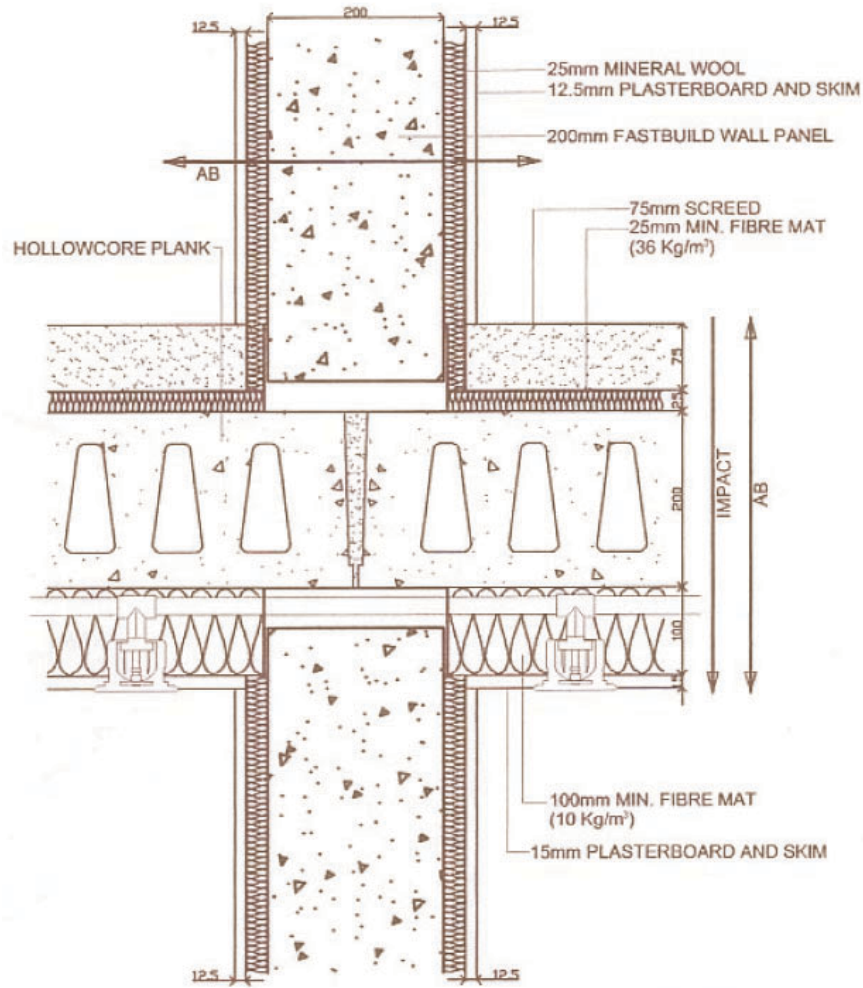 200
12.5
12.5
25mm MINERAL WOOL
12.5mm PLASTERBOARD AND SKIM
200mm FASTBUILD WALL PANEL
AB
75mm SCREED
25mm MIN. FIBRE MAT
(36 Kg/m³)
HOLLOWCORE PLANK
75
25
200
100
IMPACT
AB
100mm MIN. FIBRE MAT
(10 Kg/m³)
15mm PLASTERBOARD AND SKIM
12.5
12.5